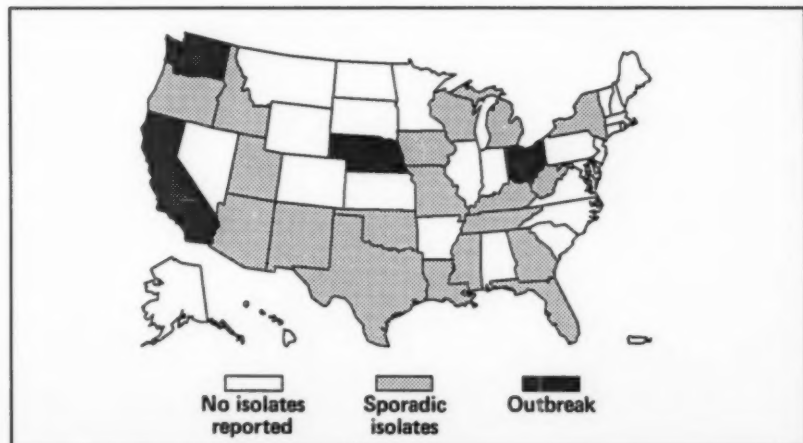 No isolates
reported
Sporadic
isolates
Outbreak